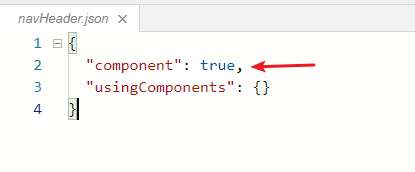 navHeader.json ×
1 {
2 "component": true,
3 "usingComponents": {}
4 }